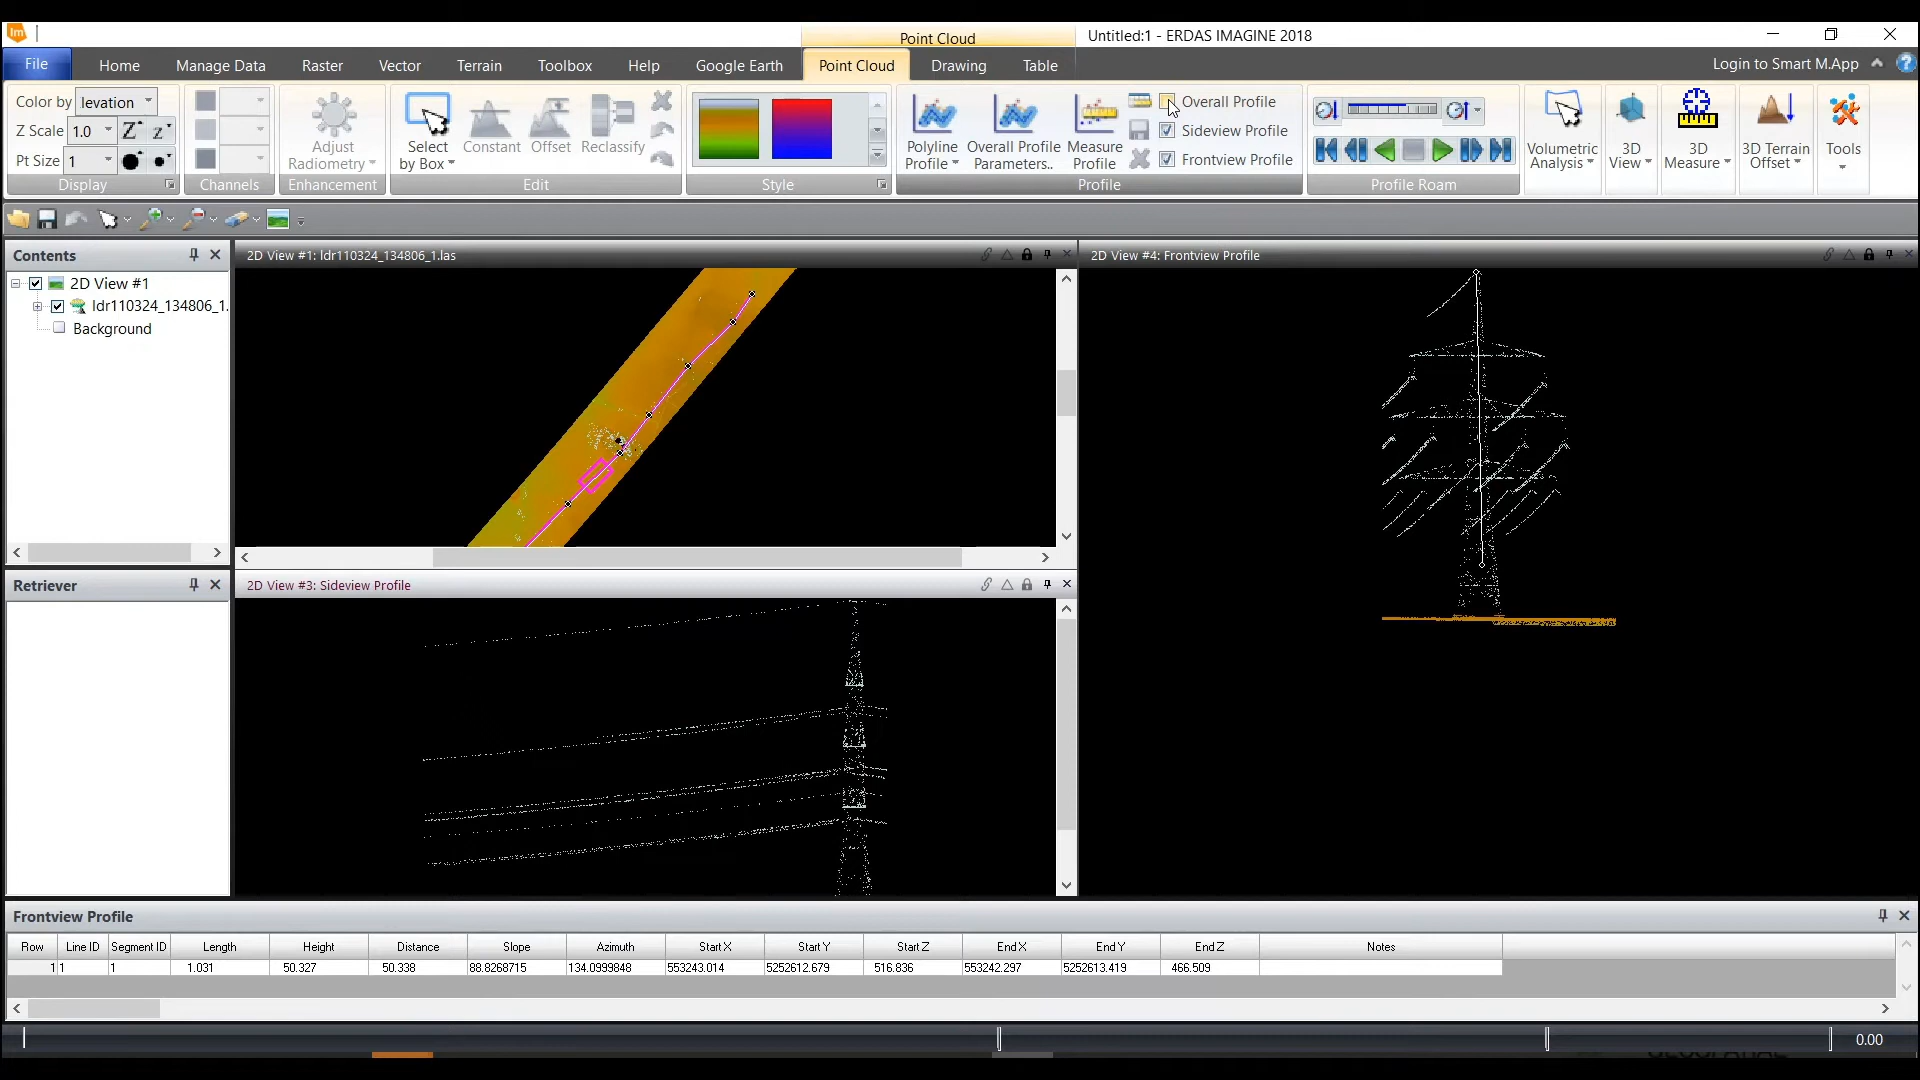 Im
Point Cloud
Untitled:1 - ERDAS IMAGINE 2018
File
Home
Manage Data
Raster
Vector
Terrain
Toolbox
Help
Google Earth
Point Cloud
Drawing
Table
Login to Smart M.App
Color by levation
Z Scale 1.0
Pt Size 1
Display
Channels
Adjust Radiometry
Enhancement
Select by Box
Constant
Offset
Reclassify
Edit
Style
Polyline Profile
Overall Profile Parameters..
Measure Profile
Overall Profile
Sideview Profile
Frontview Profile
Profile
Profile Roam
Volumetric Analysis
3D View
3D Measure
3D Terrain Offset
Tools
Contents
2D View #1
ldr110324_134806_1.
Background
Retriever
2D View #1: ldr110324_134806_1.las
2D View #4: Frontview Profile
2D View #3: Sideview Profile
Frontview Profile
Row Line ID Segment ID Length Height Distance Slope Azimuth Start X Start Y Start Z End X End Y End Z Notes
1 1 1 1.031 50.327 50.338 88.8268715 134.0999848 553243.014 5252612.679 516.836 553242.297 5252613.419 466.509
0.00